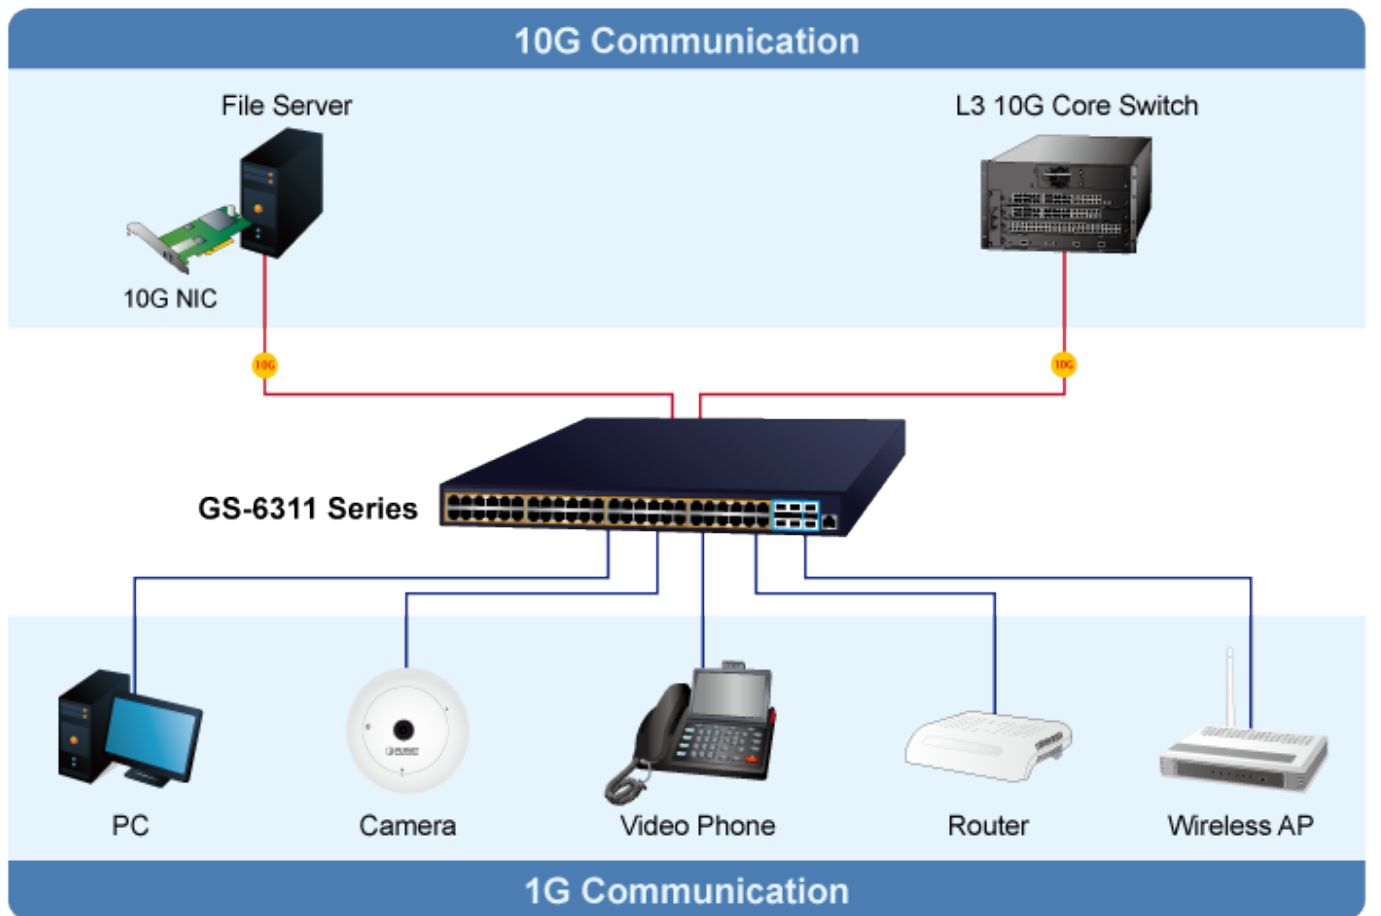 10G Communication
File Server
L3 10G Core Switch
10G NIC
10G
10G
GS-6311 Series
PLANET
PC
Camera
Video Phone
Router
Wireless AP
1G Communication